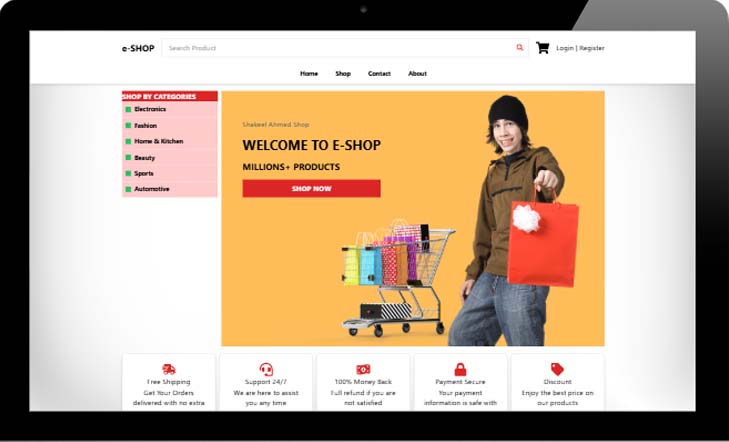 e-SHOP
Search Product
Login | Register
Home Shop Contact About
SHOP BY CATEGORIES
Electronics
Fashion
Home & Kitchen
Beauty
Sports
Automotive
Shakeel Ahmed Shop
WELCOME TO E-SHOP
MILLIONS+ PRODUCTS
SHOP NOW
Free Shipping
Get Your Orders
delivered with no extra
Support 24/7
We are here to assist
you any time
100% Money Back
Full refund if you are
not satisfied
Payment Secure
Your payment
information is safe with
Discount
Enjoy the best price on
our products